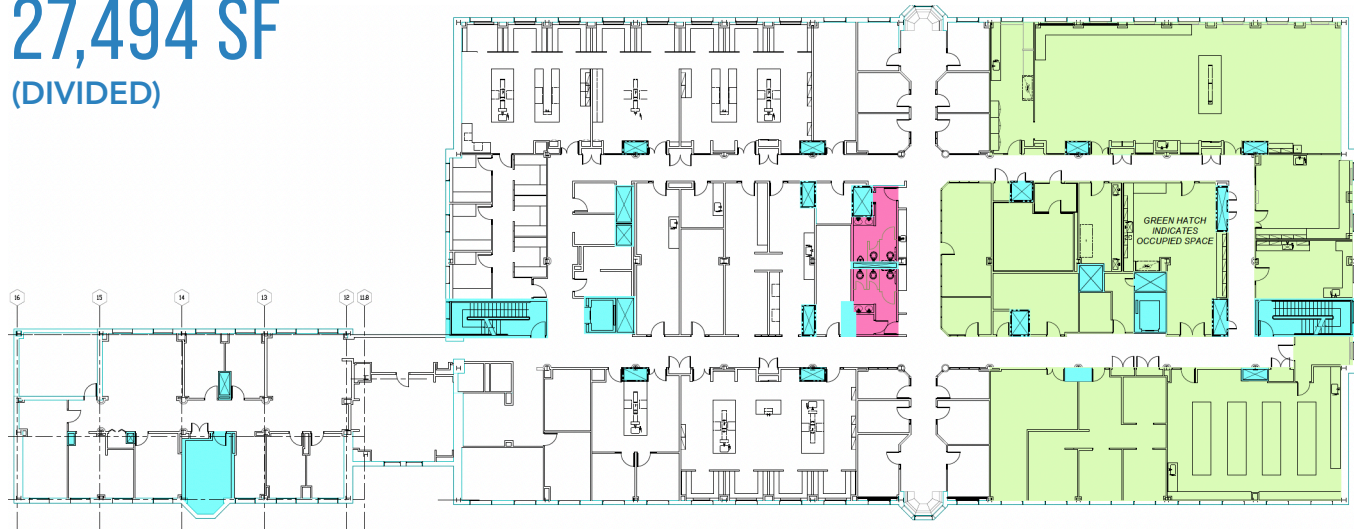 27,494 SF
(DIVIDED)
GREEN HATCH
INDICATES
OCCUPIED SPACE
16 15 14 13 12 11.8